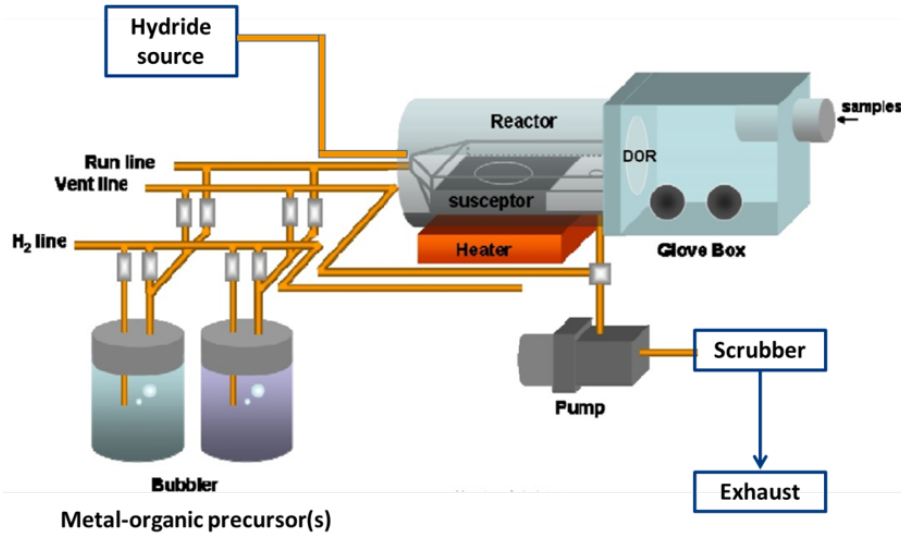 Hydride
source
samples
Reactor
DOR
Run line
Vent line
susceptor
H₂ line
Heater
Glove Box
Scrubber
Pump
Bubbler
Exhaust
Metal-organic precursor(s)